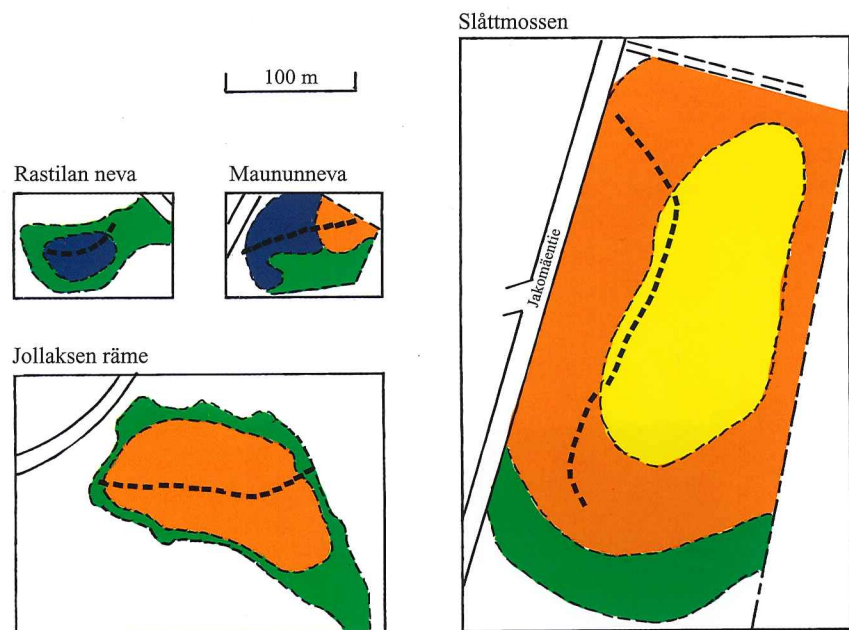 Slåttmossen
100 m
Rastilan neva
Maununneva
Jakomäentie
Jollaksen räme